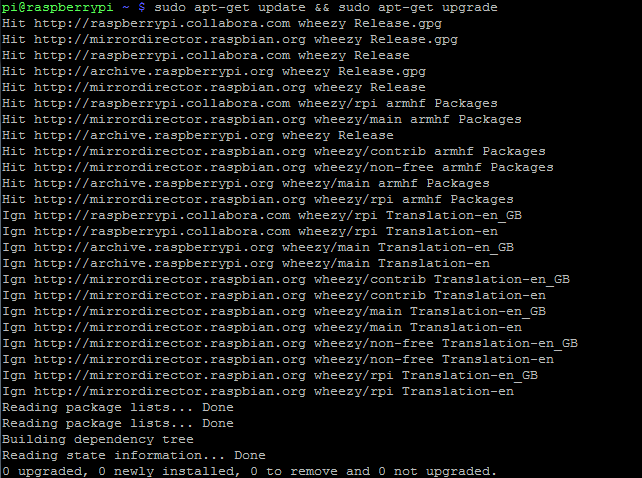 pi@raspberrypi ~ $ sudo apt-get update && sudo apt-get upgrade
Hit http://raspberrypi.collabora.com wheezy Release.gpg
Hit http://mirrordirector.raspbian.org wheezy Release.gpg
Hit http://raspberrypi.collabora.com wheezy Release
Hit http://archive.raspberrypi.org wheezy Release.gpg
Hit http://mirrordirector.raspbian.org wheezy Release
Hit http://raspberrypi.collabora.com wheezy/rpi armhf Packages
Hit http://mirrordirector.raspbian.org wheezy/main armhf Packages
Hit http://archive.raspberrypi.org wheezy Release
Hit http://mirrordirector.raspbian.org wheezy/contrib armhf Packages
Hit http://mirrordirector.raspbian.org wheezy/non-free armhf Packages
Hit http://archive.raspberrypi.org wheezy/main armhf Packages
Hit http://mirrordirector.raspbian.org wheezy/rpi armhf Packages
Ign http://raspberrypi.collabora.com wheezy/rpi Translation-en_GB
Ign http://raspberrypi.collabora.com wheezy/rpi Translation-en
Ign http://archive.raspberrypi.org wheezy/main Translation-en_GB
Ign http://archive.raspberrypi.org wheezy/main Translation-en
Ign http://mirrordirector.raspbian.org wheezy/contrib Translation-en_GB
Ign http://mirrordirector.raspbian.org wheezy/contrib Translation-en
Ign http://mirrordirector.raspbian.org wheezy/main Translation-en_GB
Ign http://mirrordirector.raspbian.org wheezy/main Translation-en
Ign http://mirrordirector.raspbian.org wheezy/non-free Translation-en_GB
Ign http://mirrordirector.raspbian.org wheezy/non-free Translation-en
Ign http://mirrordirector.raspbian.org wheezy/rpi Translation-en_GB
Ign http://mirrordirector.raspbian.org wheezy/rpi Translation-en
Reading package lists... Done
Reading package lists... Done
Building dependency tree
Reading state information... Done
0 upgraded, 0 newly installed, 0 to remove and 0 not upgraded.